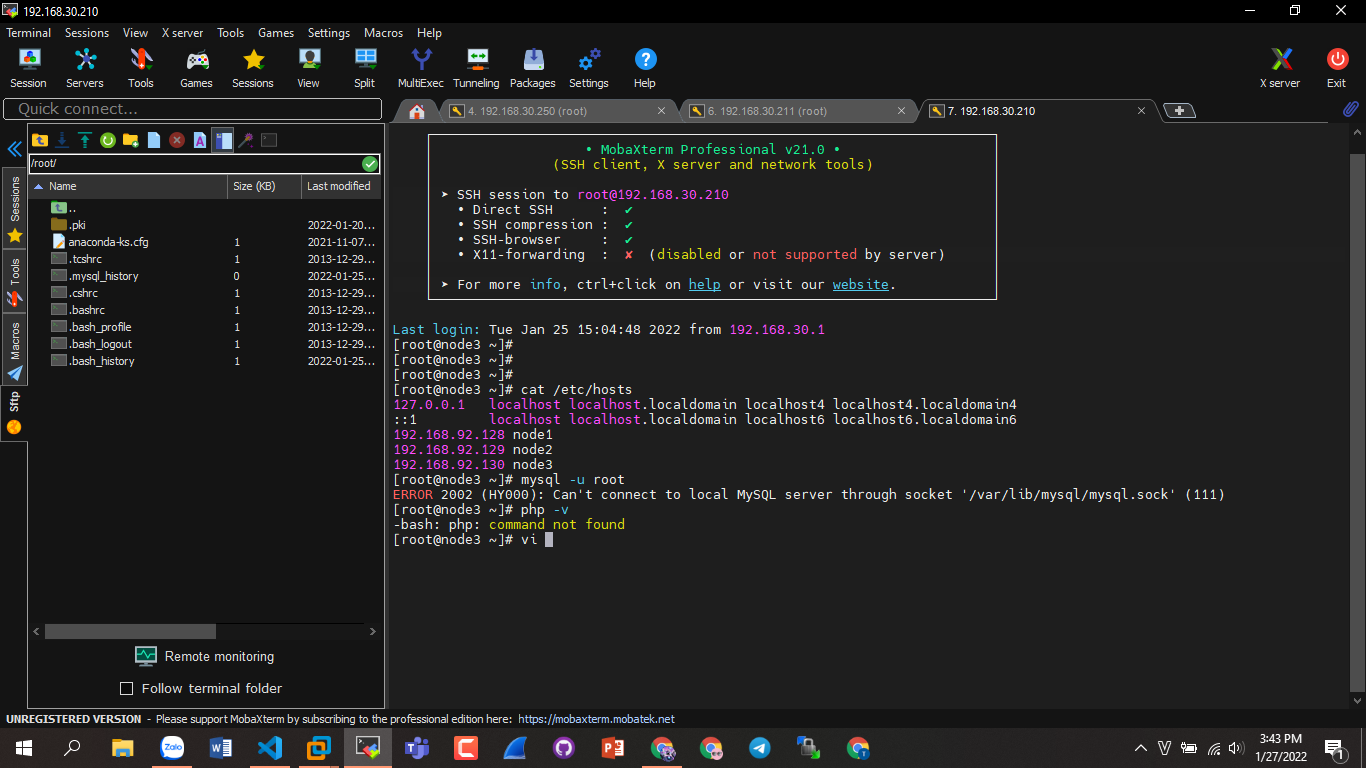 192.168.30.210
Terminal Sessions View X server Tools Games Settings Macros Help
Session Servers Tools Games Sessions View Split MultiExec Tunneling Packages Settings Help X server Exit
Quick connect...
4. 192.168.30.250 (root)
6. 192.168.30.211 (root)
7. 192.168.30.210
/root/
Name Size (KB) Last modified
..
.pki 2022-01-20...
anaconda-ks.cfg 1 2021-11-07...
.tcshrc 1 2013-12-29...
.mysql_history 0 2022-01-25...
.cshrc 1 2013-12-29...
.bashrc 1 2013-12-29...
.bash_profile 1 2013-12-29...
.bash_logout 1 2013-12-29...
.bash_history 1 2022-01-25...
Sessions
Tools
Macros
Sftp
Remote monitoring
Follow terminal folder
• MobaXterm Professional v21.0 •
(SSH client, X server and network tools)
➤ SSH session to root@192.168.30.210
• Direct SSH : ✔
• SSH compression : ✔
• SSH-browser : ✔
• X11-forwarding : ✘ (disabled or not supported by server)
➤ For more info, ctrl+click on help or visit our website.
Last login: Tue Jan 25 15:04:48 2022 from 192.168.30.1
[root@node3 ~]#
[root@node3 ~]#
[root@node3 ~]#
[root@node3 ~]# cat /etc/hosts
127.0.0.1 localhost localhost.localdomain localhost4 localhost4.localdomain4
::1 localhost localhost.localdomain localhost6 localhost6.localdomain6
192.168.92.128 node1
192.168.92.129 node2
192.168.92.130 node3
[root@node3 ~]# mysql -u root
ERROR 2002 (HY000): Can't connect to local MySQL server through socket '/var/lib/mysql/mysql.sock' (111)
[root@node3 ~]# php -v
-bash: php: command not found
[root@node3 ~]# vi
UNREGISTERED VERSION - Please support MobaXterm by subscribing to the professional edition here: https://mobaxterm.mobatek.net
Zalo
3:43 PM
1/27/2022
1